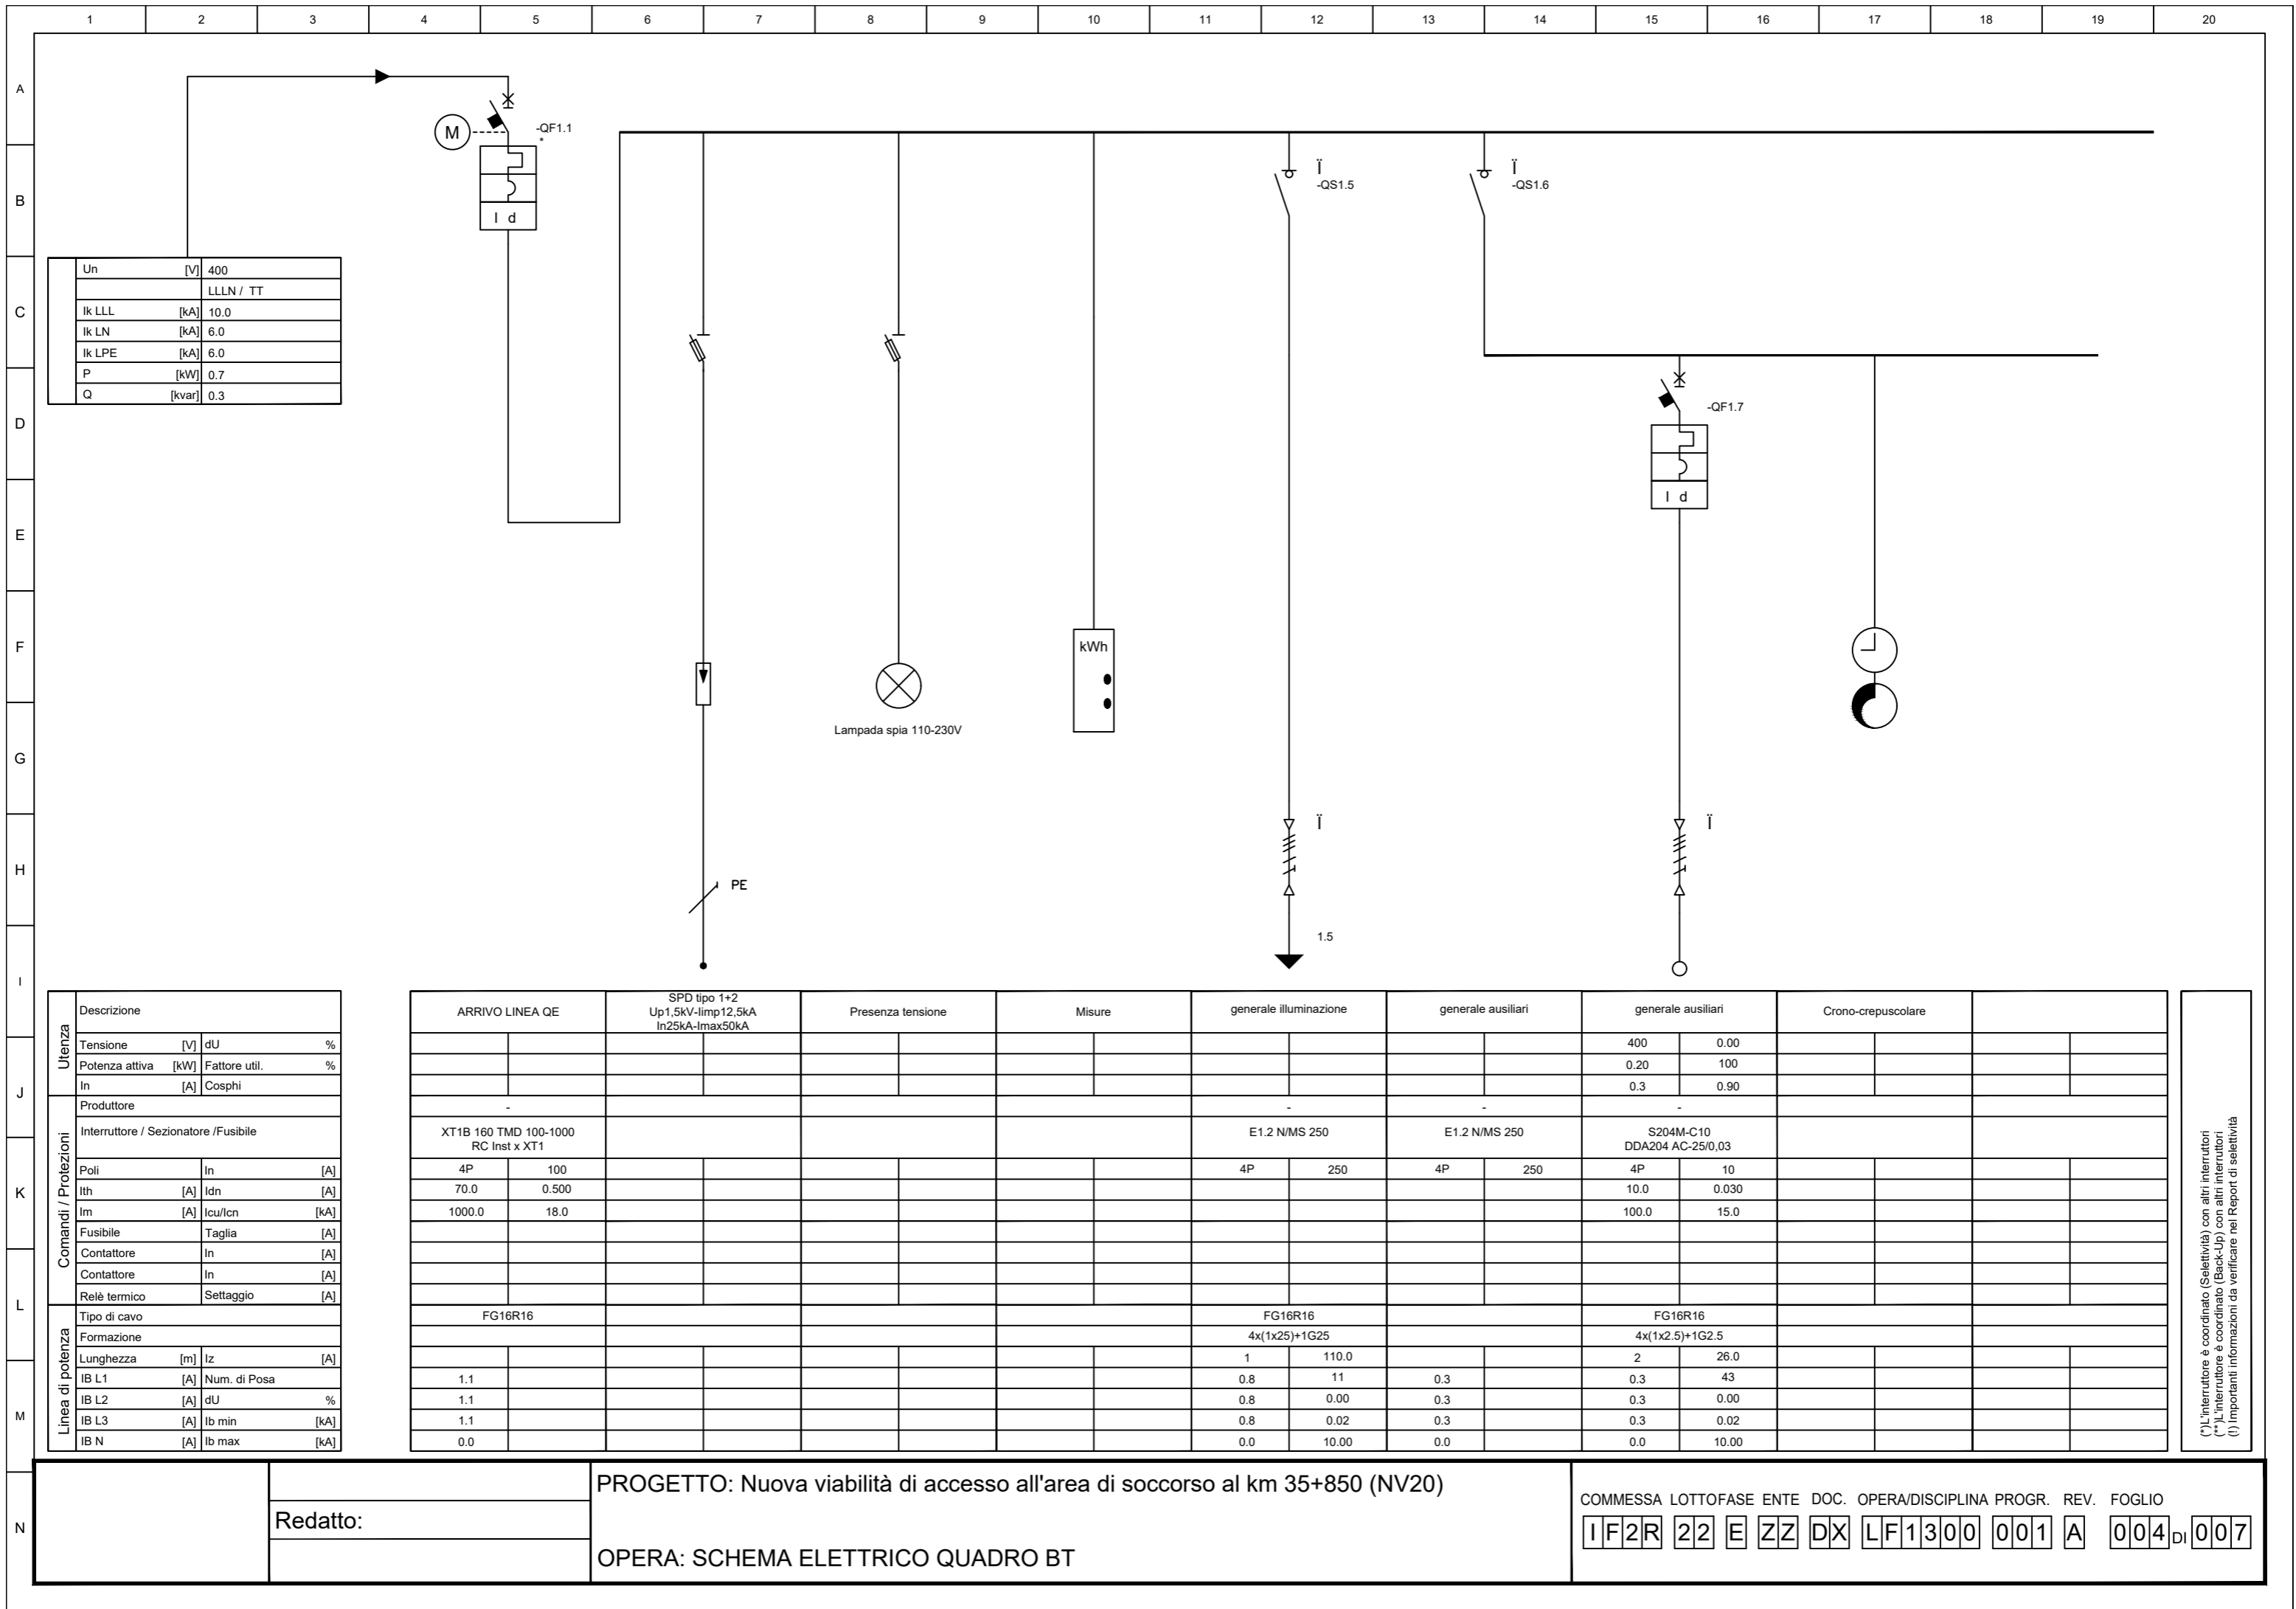 1 2 3 4 5 6 7 8 9 10 11 12 13 14 15 16 17 18 19 20
A
B
C
D
E
F
G
H
I
J
K
L
M
N
M
-QF1.1
*
I d
Ï
-QS1.5
Ï
-QS1.6
Un [V] 400
LLLN / TT
Ik LLL [kA] 10.0
Ik LN [kA] 6.0
Ik LPE [kA] 6.0
P [kW] 0.7
Q [kvar] 0.3
-QF1.7
I d
kWh
Lampada spia 110-230V
Ï
Ï
PE
1.5
Utenza
Descrizione
Tensione [V] dU %
Potenza attiva [kW] Fattore util. %
In [A] Cosphi
Comandi / Protezioni
Produttore
Interruttore / Sezionatore /Fusibile
Poli In [A]
Ith [A] Idn [A]
Im [A] Icu/Icn [kA]
Fusibile Taglia [A]
Contattore In [A]
Contattore In [A]
Relè termico Settaggio [A]
Linea di potenza
Tipo di cavo
Formazione
Lunghezza [m] Iz [A]
IB L1 [A] Num. di Posa
IB L2 [A] dU %
IB L3 [A] Ib min [kA]
IB N [A] Ib max [kA]
ARRIVO LINEA QE
-
XT1B 160 TMD 100-1000
RC Inst x XT1
4P 100
70.0 0.500
1000.0 18.0
FG16R16
1.1
1.1
1.1
0.0
SPD tipo 1+2
Up1,5kV-Iimp12,5kA
In25kA-Imax50kA
Presenza tensione
Misure
generale illuminazione
-
E1.2 N/MS 250
4P 250
FG16R16
4x(1x25)+1G25
1 110.0
0.8 11
0.8 0.00
0.8 0.02
0.0 10.00
generale ausiliari
-
E1.2 N/MS 250
4P 250
0.3
0.3
0.3
0.0
generale ausiliari
400 0.00
0.20 100
0.3 0.90
-
S204M-C10
DDA204 AC-25/0,03
4P 10
10.0 0.030
100.0 15.0
FG16R16
4x(1x2.5)+1G2.5
2 26.0
0.3 43
0.3 0.00
0.3 0.02
0.0 10.00
Crono-crepuscolare
(*)L'interruttore è coordinato (Selettività) con altri interruttori
(**)L'interruttore è coordinato (Back-Up) con altri interruttori
(!) Importanti informazioni da verificare nel Report di selettività
Redatto:
PROGETTO: Nuova viabilità di accesso all'area di soccorso al km 35+850 (NV20)
OPERA: SCHEMA ELETTRICO QUADRO BT
COMMESSA LOTTO FASE ENTE DOC. OPERA/DISCIPLINA PROGR. REV. FOGLIO
IF2R 22 E ZZ DX LF1300 001 A 004 DI 007